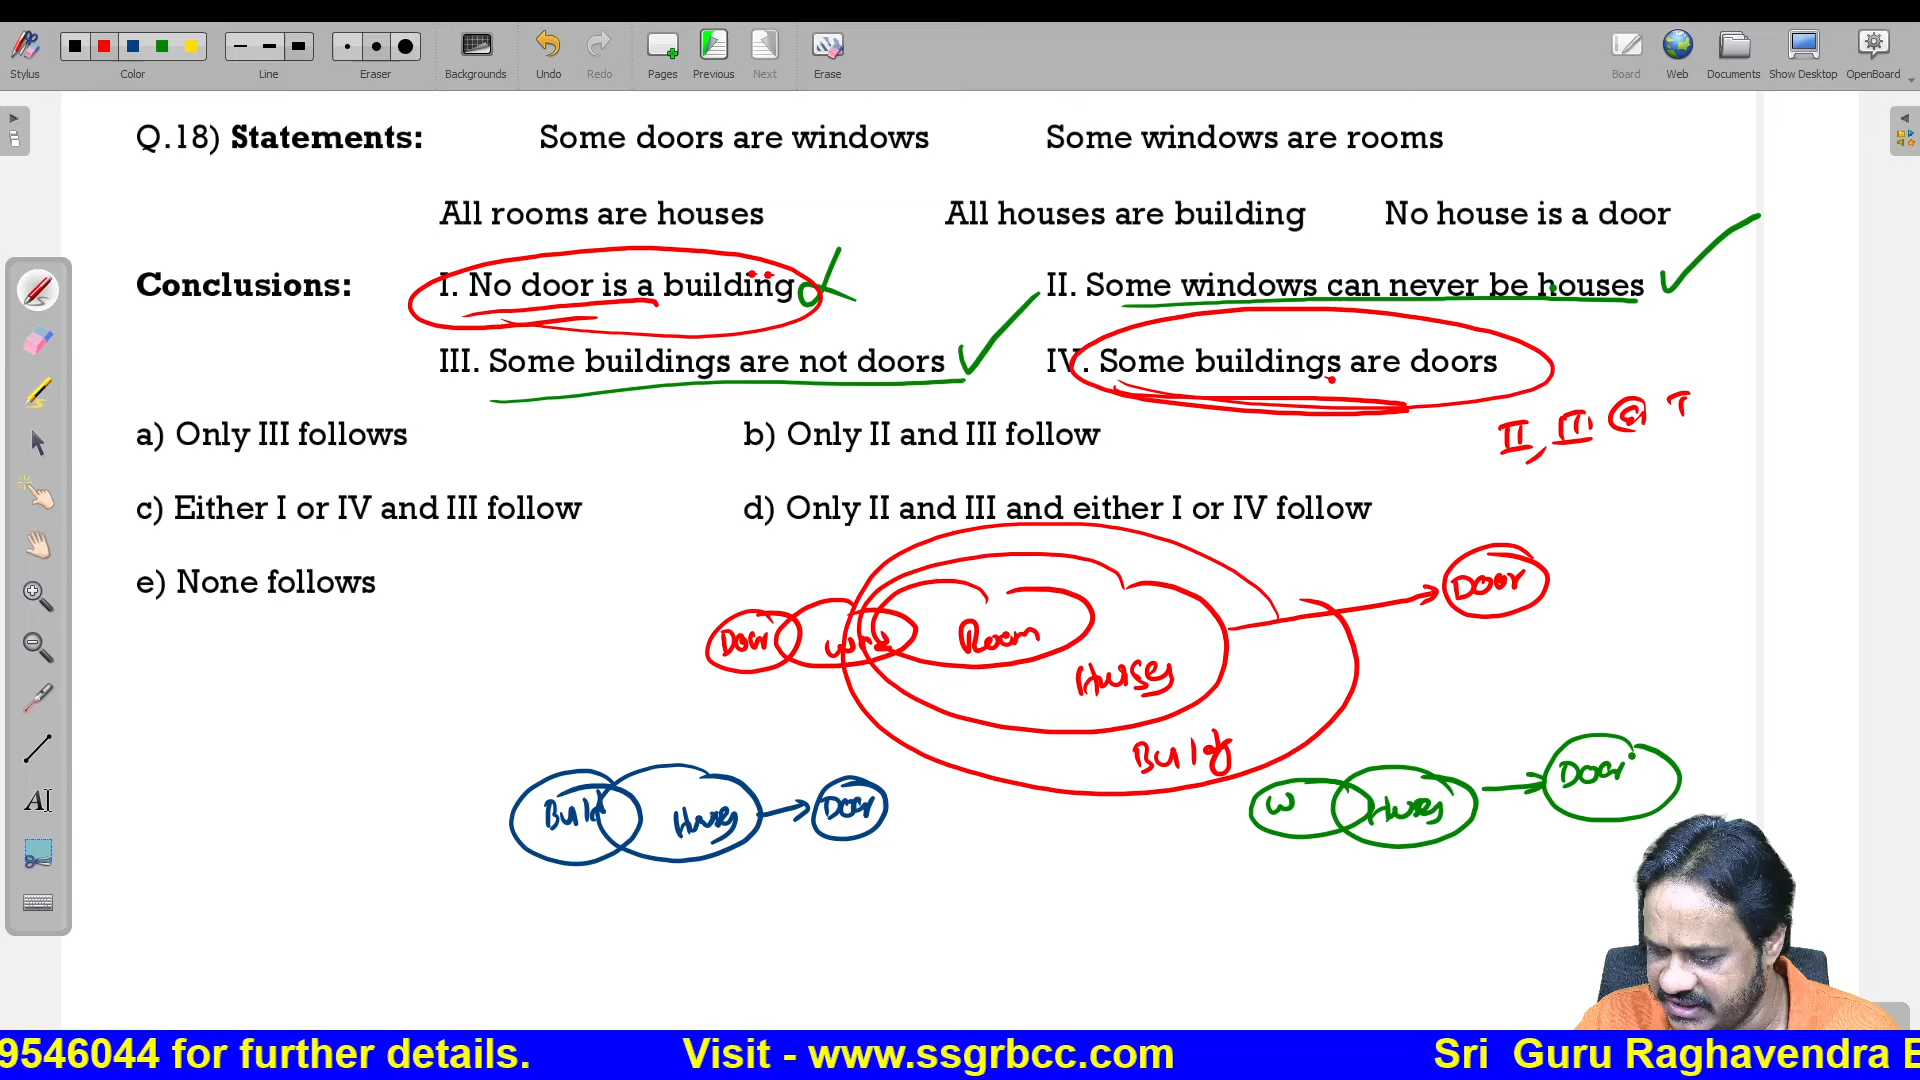 Stylus Color Line Eraser Backgrounds Undo Redo Pages Previous Next Erase Board Web Documents Show Desktop OpenBoard
Q.18) Statements: Some doors are windows Some windows are rooms
All rooms are houses All houses are building No house is a door
Conclusions: I. No door is a building II. Some windows can never be houses
III. Some buildings are not doors IV. Some buildings are doors
II, III
a) Only III follows b) Only II and III follow
c) Either I or IV and III follow d) Only II and III and either I or IV follow
e) None follows
Door
Door Room
Houses
Build Houses Door
W Houses Door
9546044 for further details. Visit - www.ssgrbcc.com Sri Guru Raghavendra